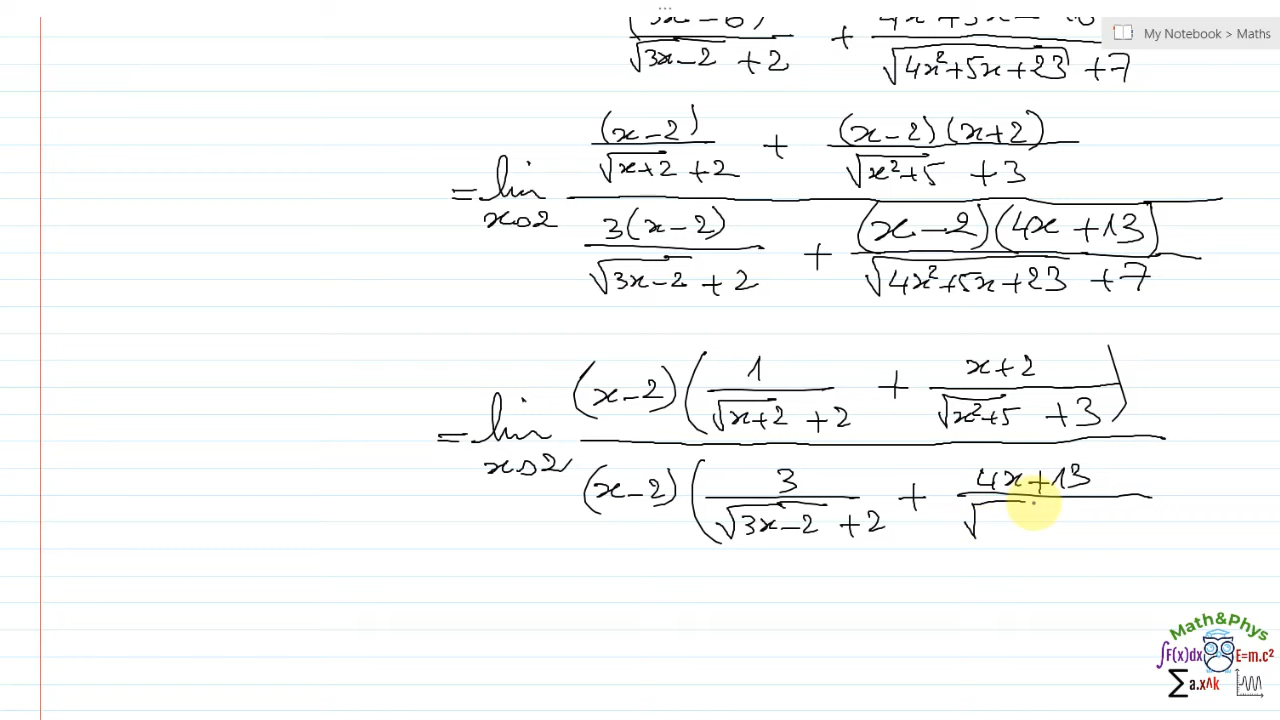 My Notebook > Maths
√(3x-2) + 2 + √(4x²+5x+23) + 7
(x-2)/(√(x+2) + 2) + (x-2)(x+2)/(√(x²+5) + 3)
= lim x→2
3(x-2)/(√(3x-2) + 2) + (x-2)(4x+13)/(√(4x²+5x+23) + 7)
(x-2)(1/(√(x+2) + 2) + (x+2)/(√(x²+5) + 3))
= lim x→2
(x-2)(3/(√(3x-2) + 2) + (4x+13)/√
Math&Phys
∫F(x)dx E=m.c²
∑ a.x^k